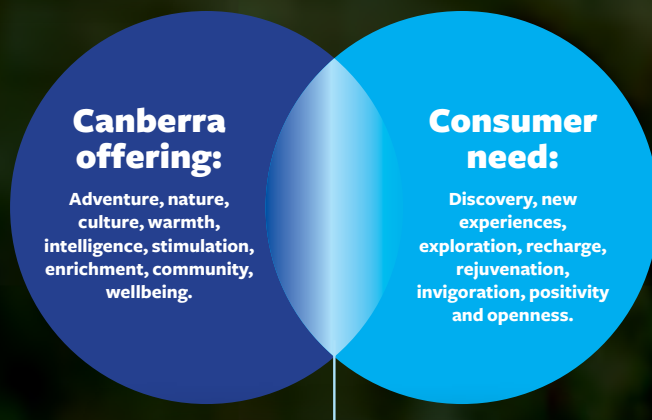 Canberra
offering:
Adventure, nature,
culture, warmth,
intelligence, stimulation,
enrichment, community,
wellbeing.
Consumer
need:
Discovery, new
experiences,
exploration, recharge,
rejuvenation,
invigoration, positivity
and openness.